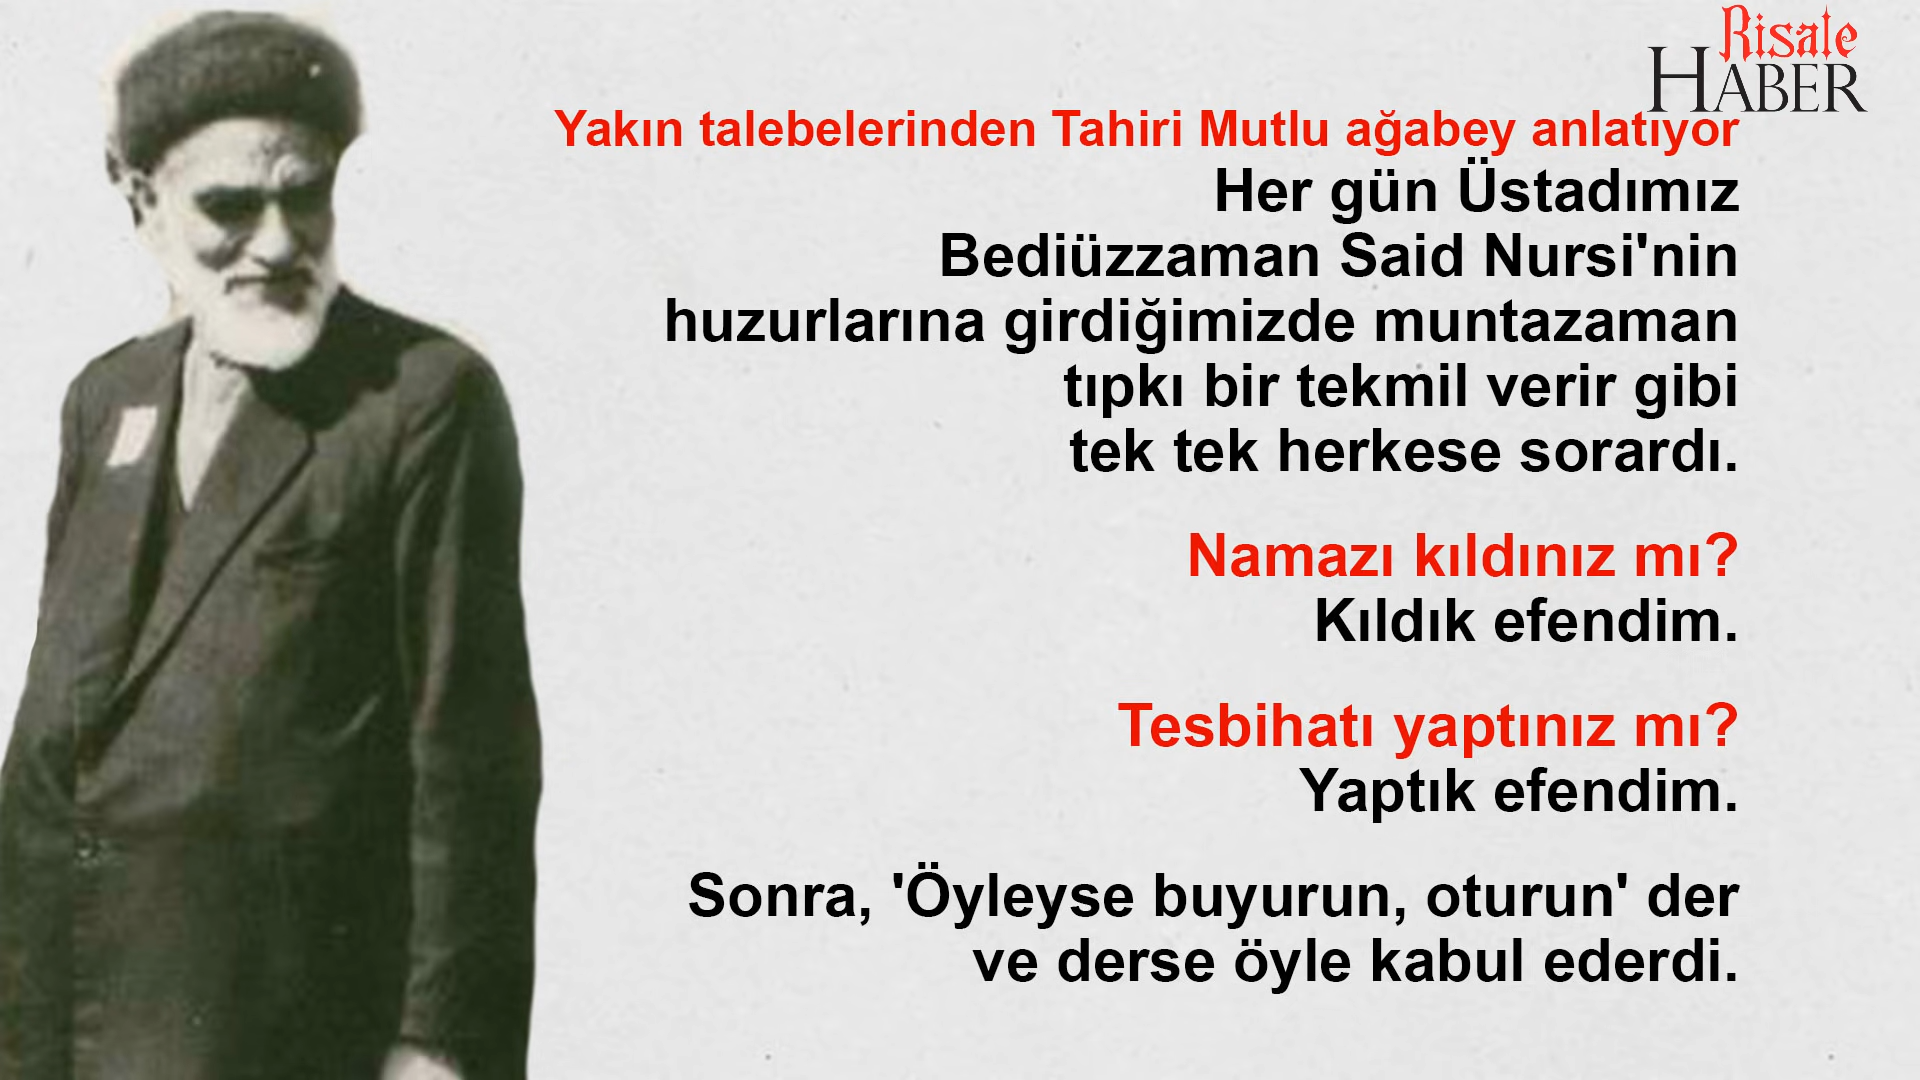 Risale
HABER
Yakın talebelerinden Tahiri Mutlu ağabey anlatıyor
Her gün Üstadımız
Bediüzzaman Said Nursi'nin
huzurlarına girdiğimizde muntazaman
tıpkı bir tekmil verir gibi
tek tek herkese sorardı.
Namazı kıldınız mı?
Kıldık efendim.
Tesbihatı yaptınız mı?
Yaptık efendim.
Sonra, 'Öyleyse buyurun, oturun' der
ve derse öyle kabul ederdi.